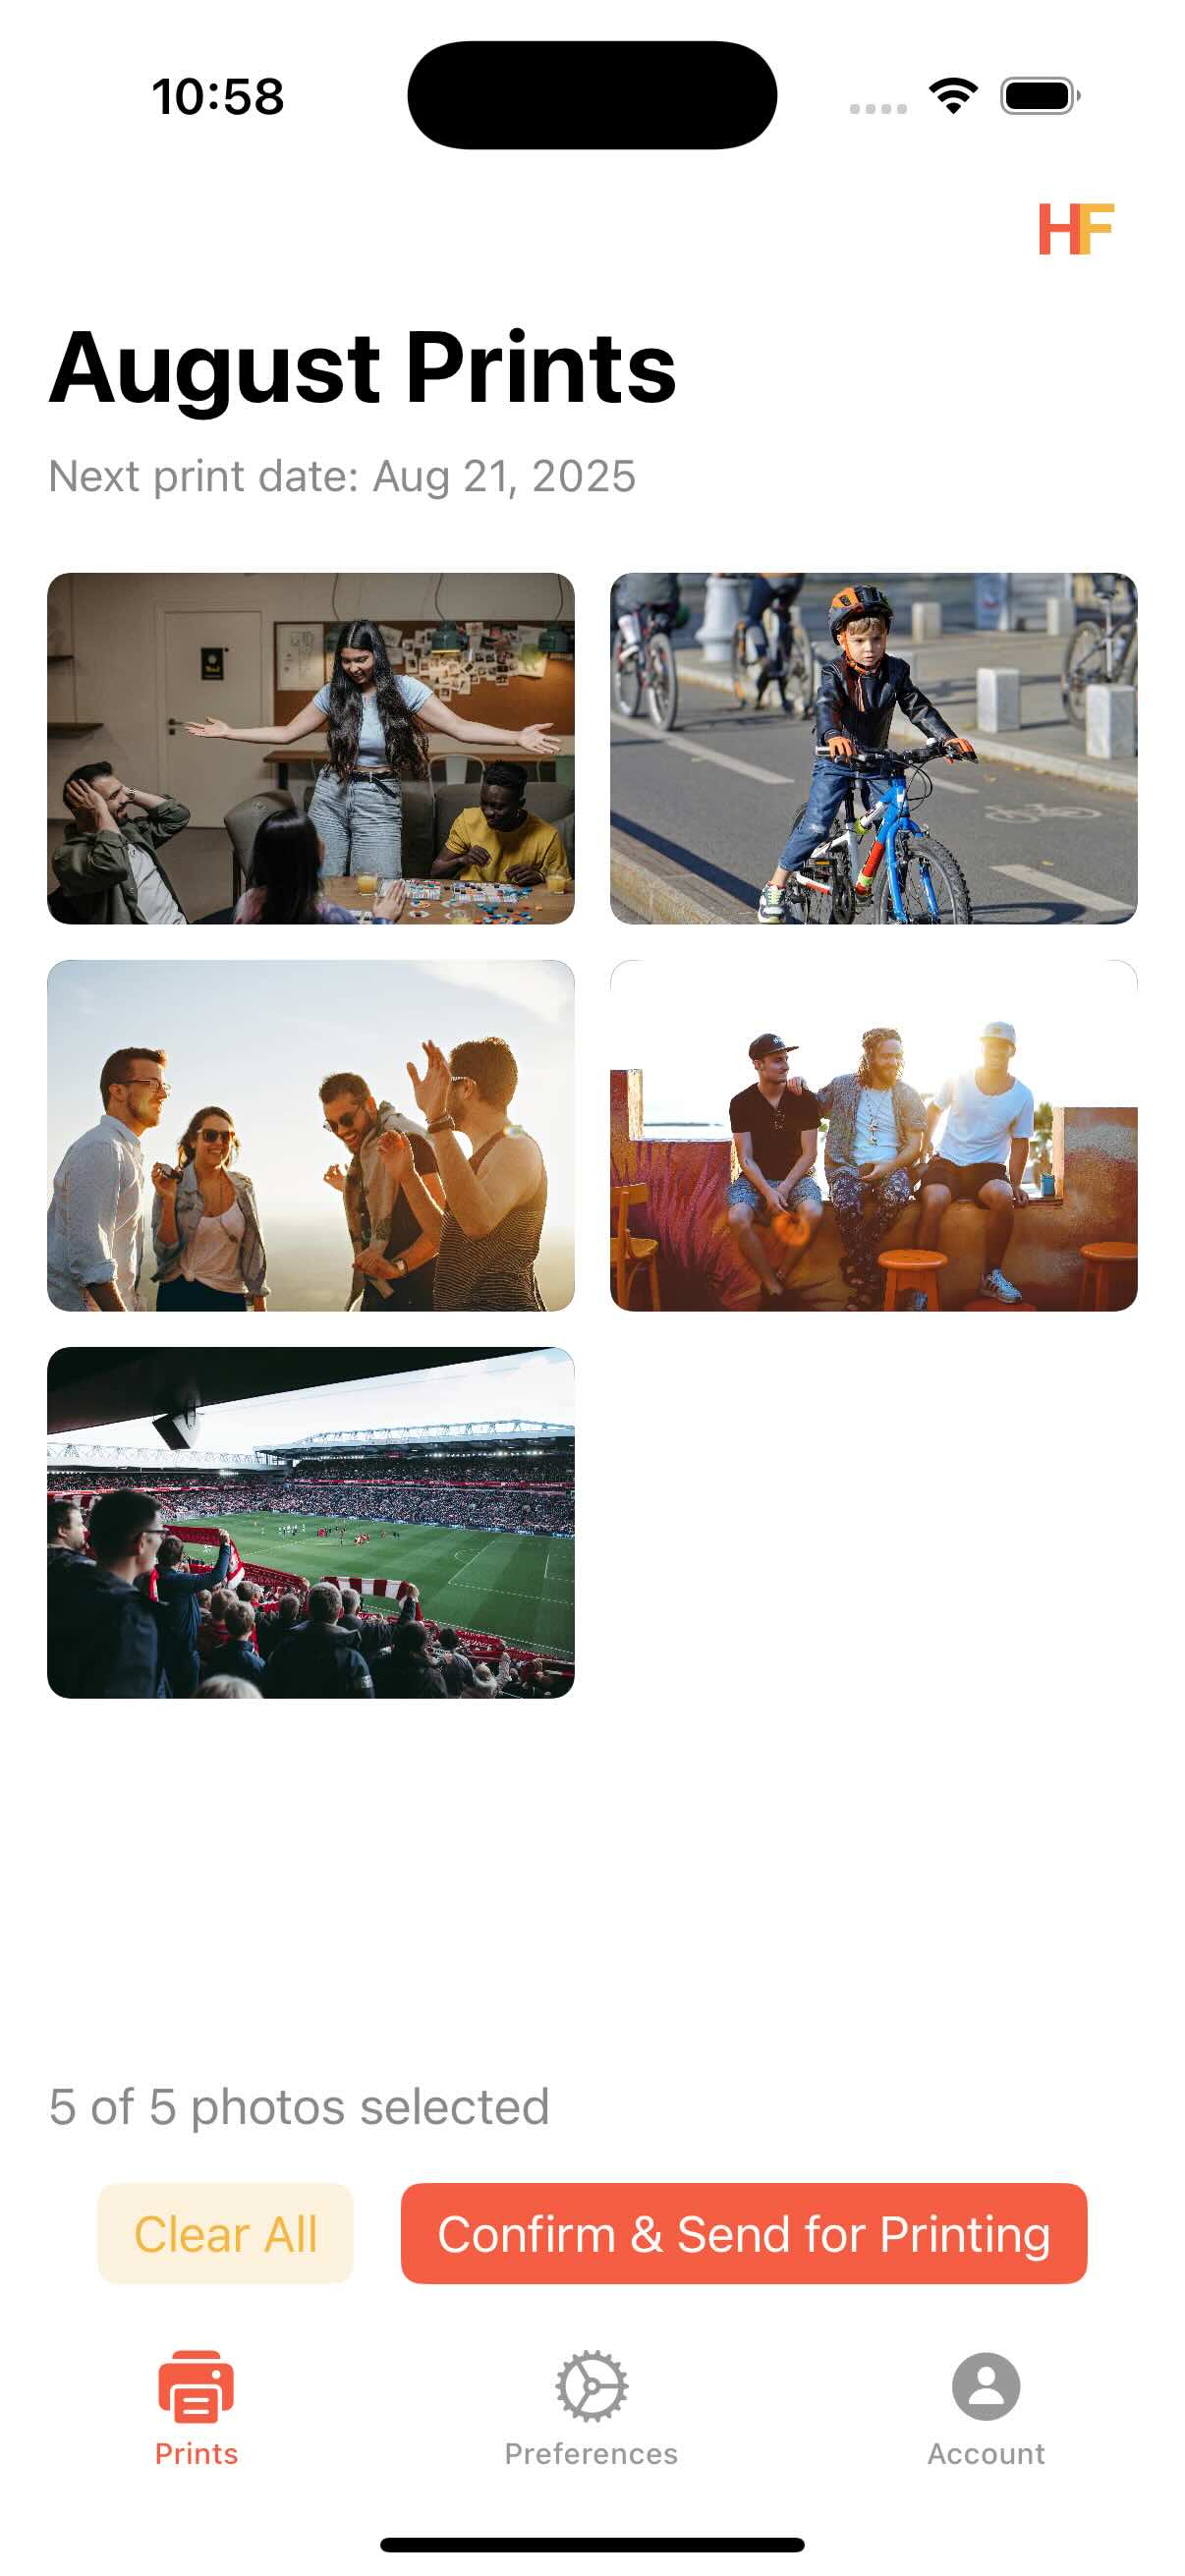 10:58
HF
August Prints
Next print date: Aug 21, 2025
5 of 5 photos selected
Clear All
Confirm & Send for Printing
Prints
Preferences
Account